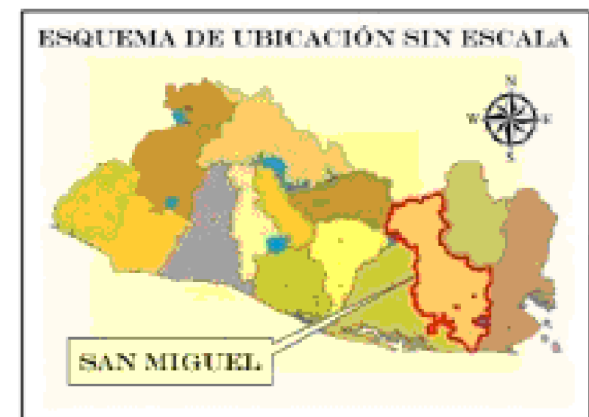 ESQUEMA DE UBICACIÓN SIN ESCALA
N
W E
S
SAN MIGUEL